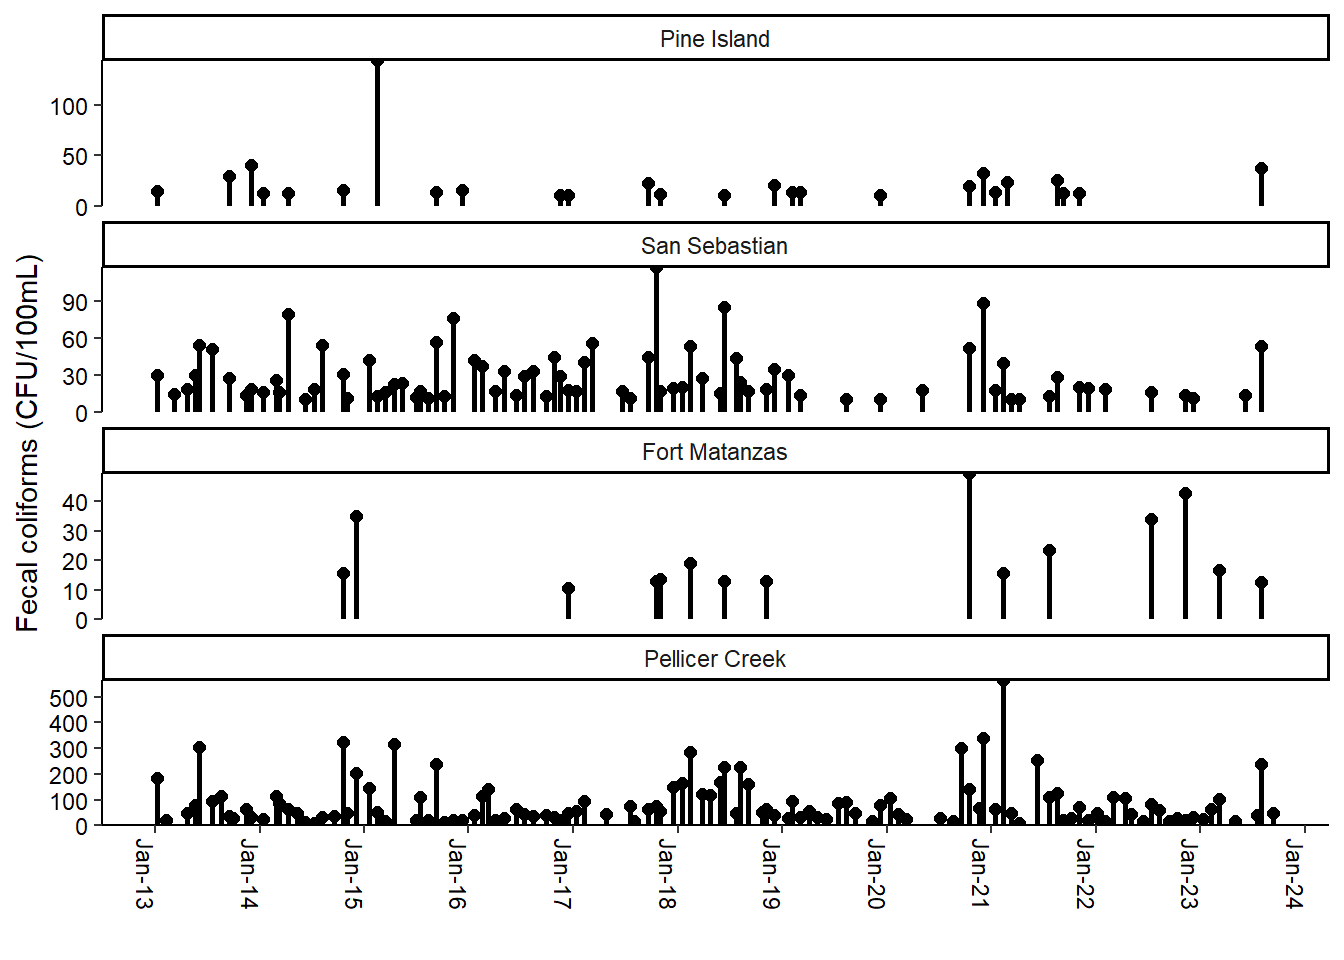 Pine Island
100
50
0
San Sebastian
90
60
30
0
Fecal coliforms (CFU/100mL)
Fort Matanzas
40
30
20
10
0
Pellicer Creek
500
400
300
200
100
0
Jan-13
Jan-14
Jan-15
Jan-16
Jan-17
Jan-18
Jan-19
Jan-20
Jan-21
Jan-22
Jan-23
Jan-24